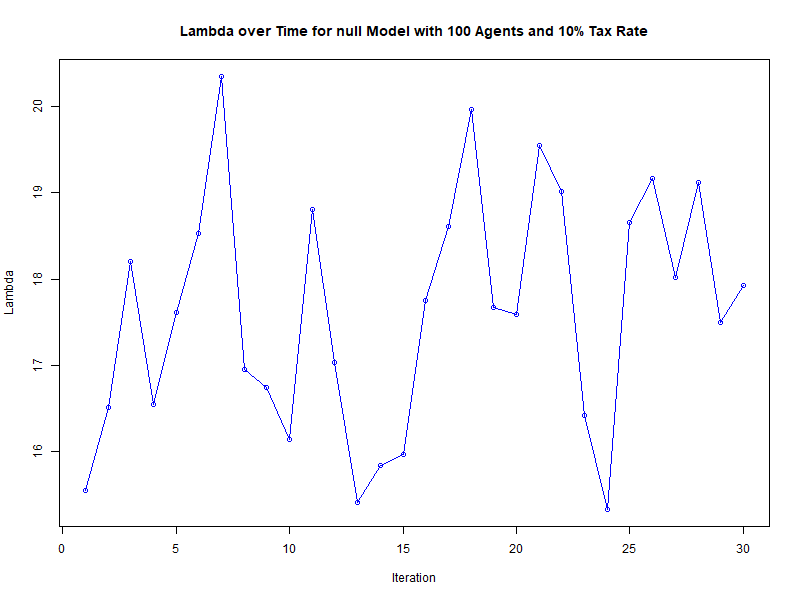 Lambda over Time for null Model with 100 Agents and 10% Tax Rate
20
19
18
17
16
Lambda
0 5 10 15 20 25 30
Iteration